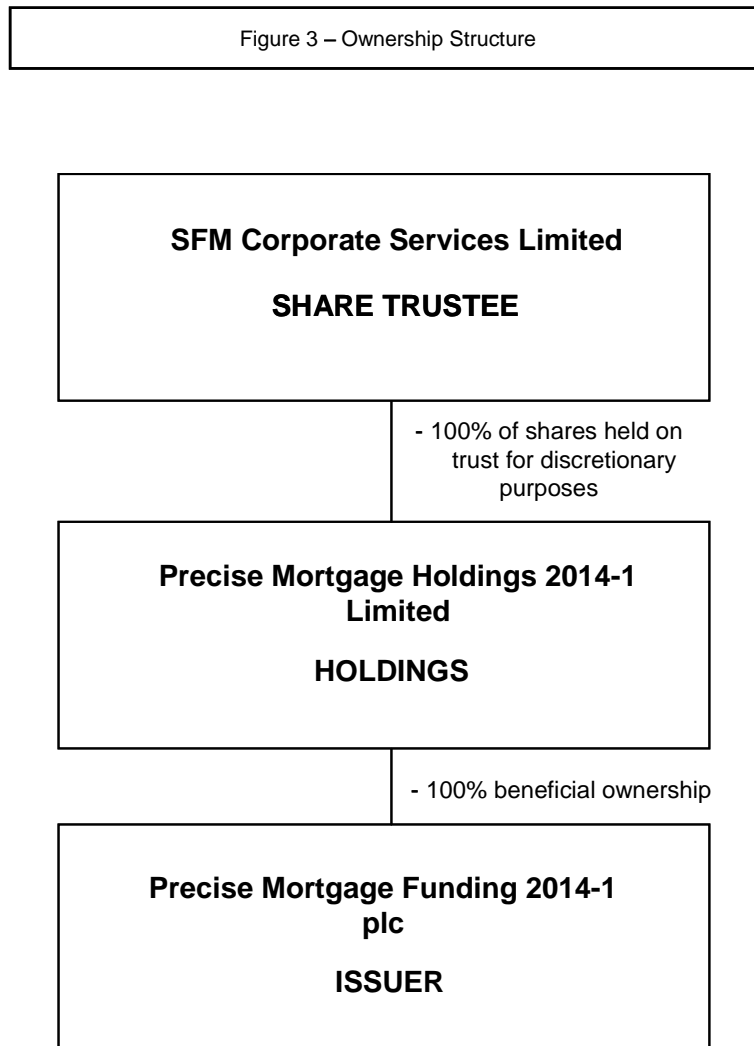 Figure 3 – Ownership Structure
SFM Corporate Services Limited
SHARE TRUSTEE
- 100% of shares held on
trust for discretionary
purposes
Precise Mortgage Holdings 2014-1
Limited
HOLDINGS
- 100% beneficial ownership
Precise Mortgage Funding 2014-1
plc
ISSUER